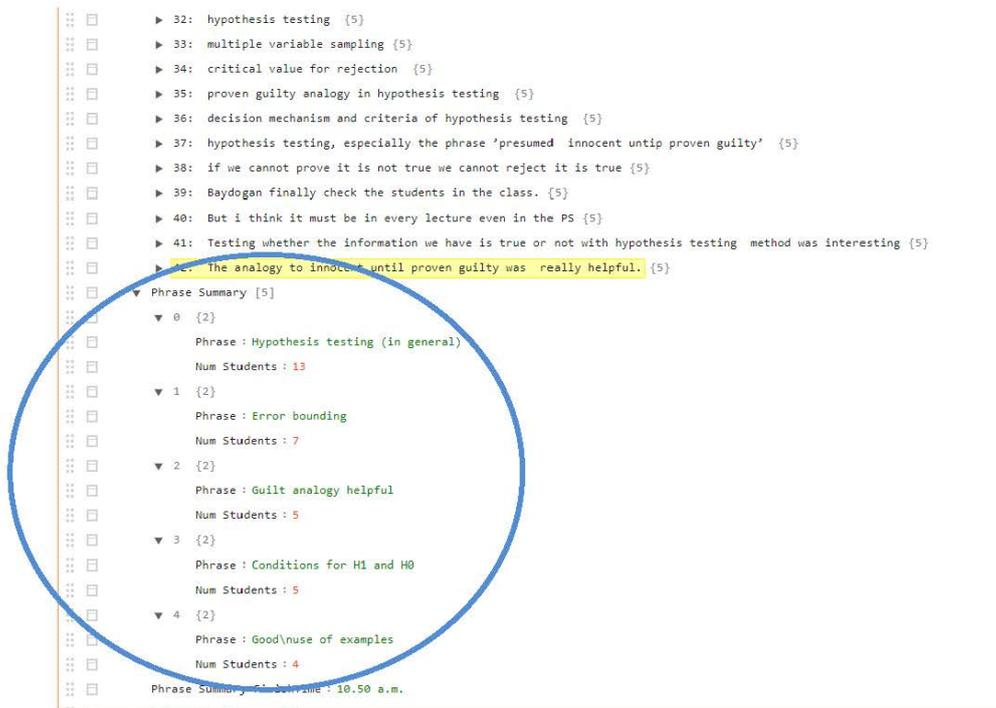 ▶ 32: hypothesis testing {5}
▶ 33: multiple variable sampling {5}
▶ 34: critical value for rejection {5}
▶ 35: proven guilty analogy in hypothesis testing {5}
▶ 36: decision mechanism and criteria of hypothesis testing {5}
▶ 37: hypothesis testing, especially the phrase 'presumed innocent untip proven guilty' {5}
▶ 38: if we cannot prove it is not true we cannot reject it is true {5}
▶ 39: Baydogan finally check the students in the class. {5}
▶ 40: But i think it must be in every lecture even in the PS {5}
▶ 41: Testing whether the information we have is true or not with hypothesis testing method was interesting {5}
▶ 42: The analogy to innocent until proven guilty was really helpful. {5}
▼ Phrase Summary [5]
▼ 0 {2}
Phrase : Hypothesis testing (in general)
Num Students : 13
▼ 1 {2}
Phrase : Error bounding
Num Students : 7
▼ 2 {2}
Phrase : Guilt analogy helpful
Num Students : 5
▼ 3 {2}
Phrase : Conditions for H1 and H0
Num Students : 5
▼ 4 {2}
Phrase : Good\nuse of examples
Num Students : 4
Phrase Summary Finish Time : 10.50 a.m.